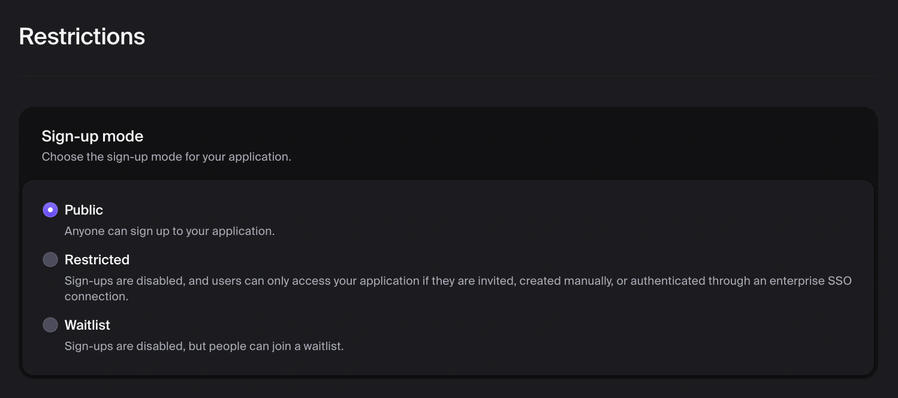 Restrictions
Sign-up mode
Choose the sign-up mode for your application.
Public
Anyone can sign up to your application.
Restricted
Sign-ups are disabled, and users can only access your application if they are invited, created manually, or authenticated through an enterprise SSO
connection.
Waitlist
Sign-ups are disabled, but people can join a waitlist.